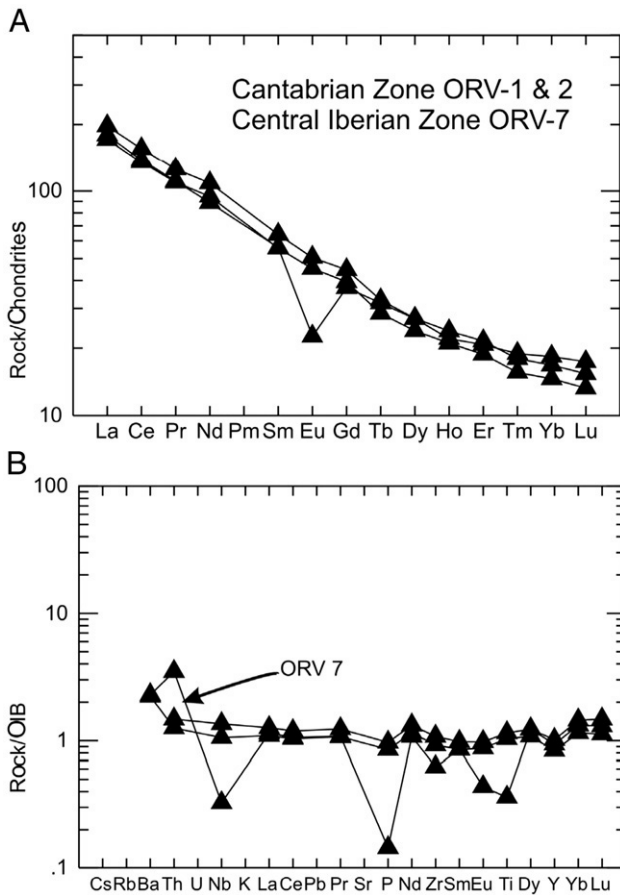 A
Cantabrian Zone ORV-1 & 2
Central Iberian Zone ORV-7
100
Rock/Chondrites
10
La Ce Pr Nd Pm Sm Eu Gd Tb Dy Ho Er Tm Yb Lu
B
100
10
ORV 7
1
Rock/OIB
.1
Cs Rb Ba Th U Nb K La Ce Pb Pr Sr P Nd Zr Sm Eu Ti Dy Y Yb Lu